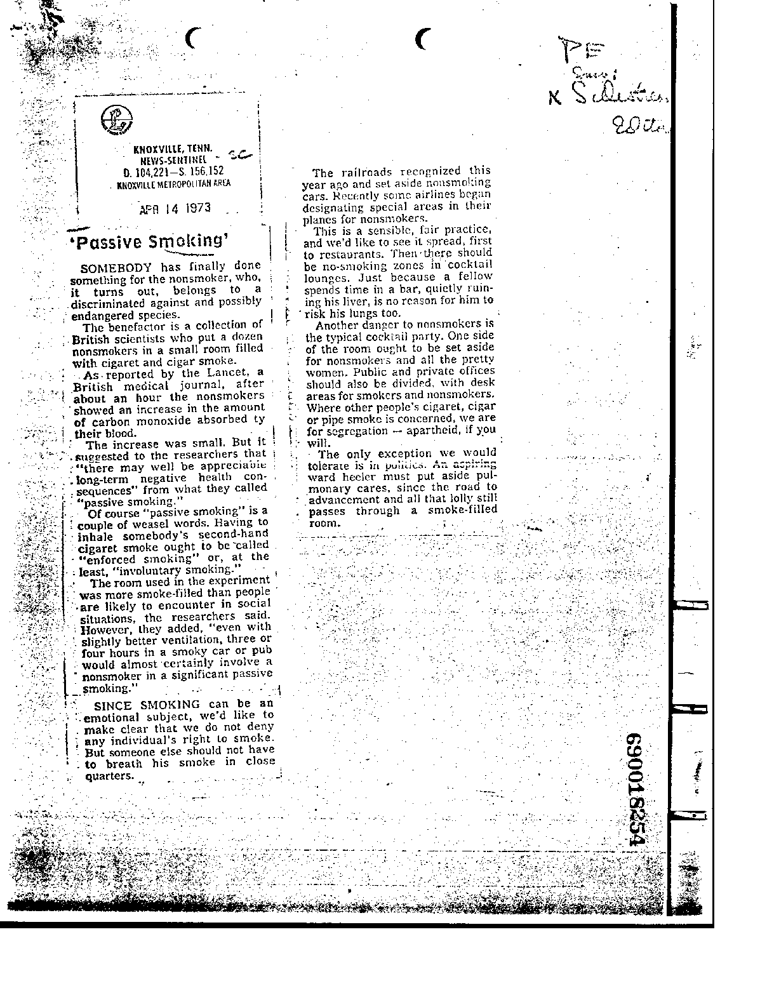 PE
KNOXVILLE, TENN.
NEWS-SENTINEL - SC
D. 104,221—S. 156,152
KNOXVILLE METROPOLITAN AREA
APR 14 1973
'Passive Smoking'
SOMEBODY has finally done
something for the nonsmoker, who,
it turns out, belongs to a
discriminated against and possibly
endangered species.
The benefactor is a collection of
British scientists who put a dozen
nonsmokers in a small room filled
with cigaret and cigar smoke.
As reported by the Lancet, a
British medical journal, after
about an hour the nonsmokers
showed an increase in the amount
of carbon monoxide absorbed ty
their blood.
The increase was small. But it
suggested to the researchers that
"there may well be appreciable
long-term negative health con-
sequences" from what they called
"passive smoking."
Of course "passive smoking" is a
couple of weasel words. Having to
inhale somebody's second-hand
cigaret smoke ought to be called
"enforced smoking" or, at the
least, "involuntary smoking."
The room used in the experiment
was more smoke-filled than people
are likely to encounter in social
situations, the researchers said.
However, they added, "even with
slightly better ventilation, three or
four hours in a smoky car or pub
would almost certainly involve a
nonsmoker in a significant passive
smoking."
SINCE SMOKING can be an
emotional subject, we'd like to
make clear that we do not deny
any individual's right to smoke.
But someone else should not have
to breath his smoke in close
quarters.
The railroads recognized this
year ago and set aside nonsmoking
cars. Recently some airlines began
designating special areas in their
planes for nonsmokers.
This is a sensible, fair practice,
and we'd like to see it spread, first
to restaurants. Then there should
be no-smoking zones in cocktail
lounges. Just because a fellow
spends time in a bar, quietly ruin-
ing his liver, is no reason for him to
risk his lungs too.
Another danger to nonsmokers is
the typical cocktail party. One side
of the room ought to be set aside
for nonsmokers and all the pretty
women. Public and private offices
should also be divided, with desk
areas for smokers and nonsmokers.
Where other people's cigaret, cigar
or pipe smoke is concerned, we are
for segregation — apartheid, if you
will.
The only exception we would
tolerate is in politics. An aspiring
ward heeler must put aside pul-
monary cares, since the road to
advancement and all that lolly still
passes through a smoke-filled
room.
690018254